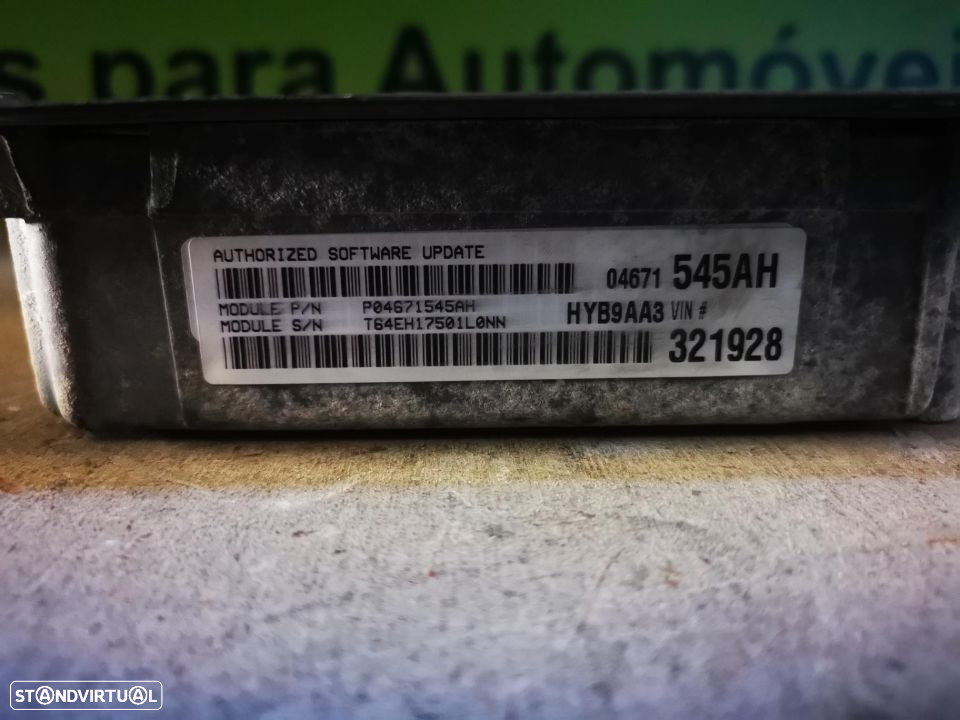 s para Automóvei
AUTHORIZED SOFTWARE UPDATE
04671 545AH
MODULE P/N P04671545AH
HYB9AA3 VIN #
MODULE S/N T64EH17501L0NN
321928
STANDVIRTUAL